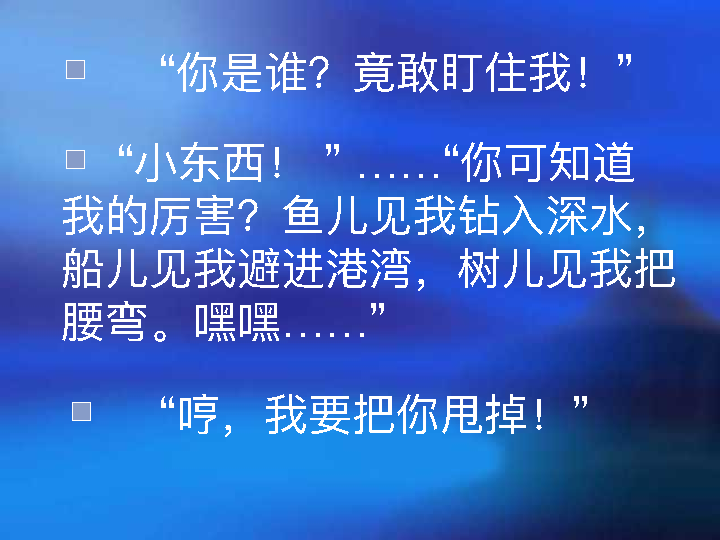 “你是谁？竟敢盯住我！”
“小东西！ ”……“你可知道
我的厉害？鱼儿见我钻入深水，
船儿见我避进港湾，树儿见我把
腰弯。嘿嘿……”
“哼，我要把你甩掉！”